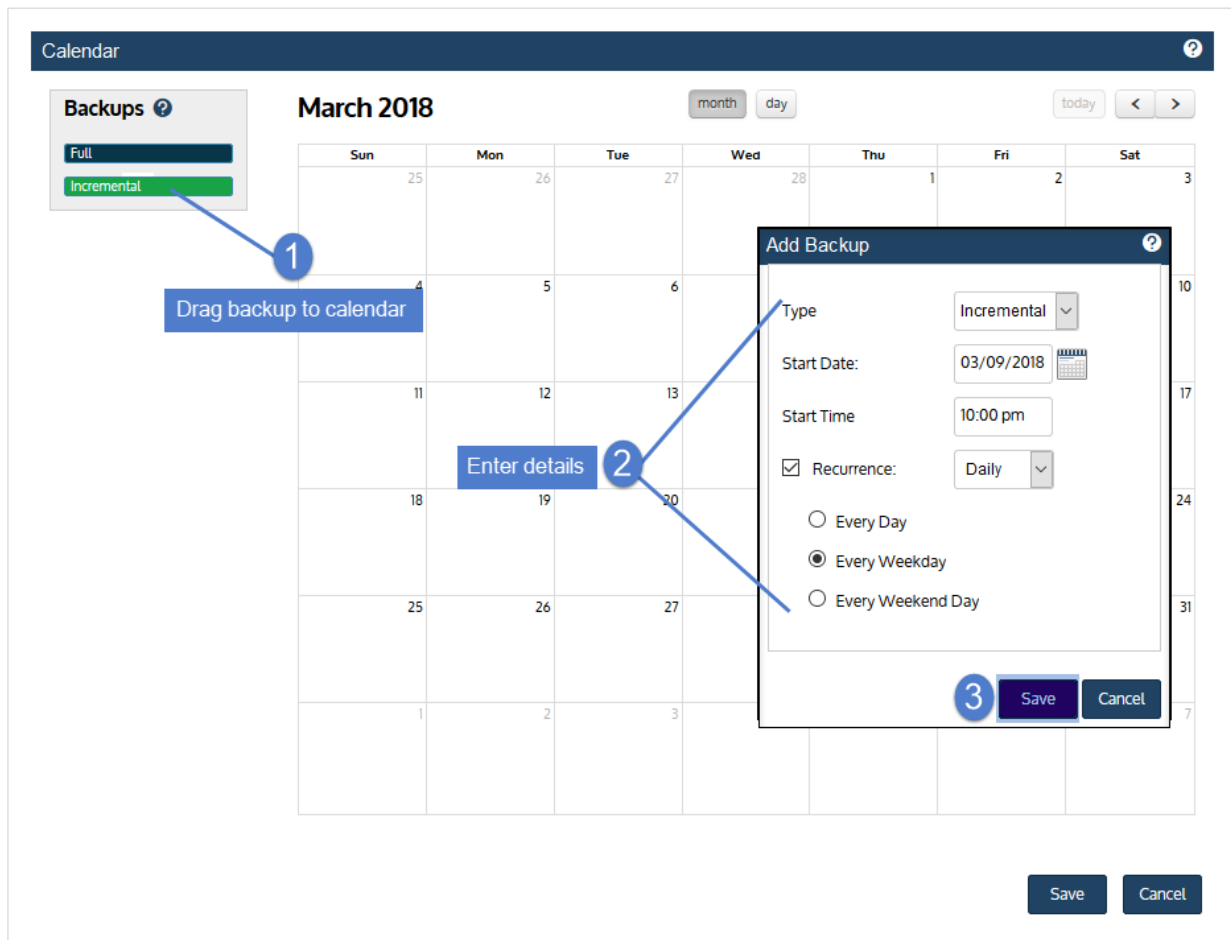 Calendar
Backups
Full
Incremental
March 2018
month day
today < >
Sun Mon Tue Wed Thu Fri Sat
25 26 27 28 1 2 3
1
Drag backup to calendar
4 5 6 10
11 12 13 17
Enter details 2
18 19 20 24
25 26 27 31
1 2 3 7
Add Backup ?
Type Incremental
Start Date: 03/09/2018
Start Time 10:00 pm
Recurrence: Daily
Every Day
Every Weekday
Every Weekend Day
3 Save Cancel
Save Cancel